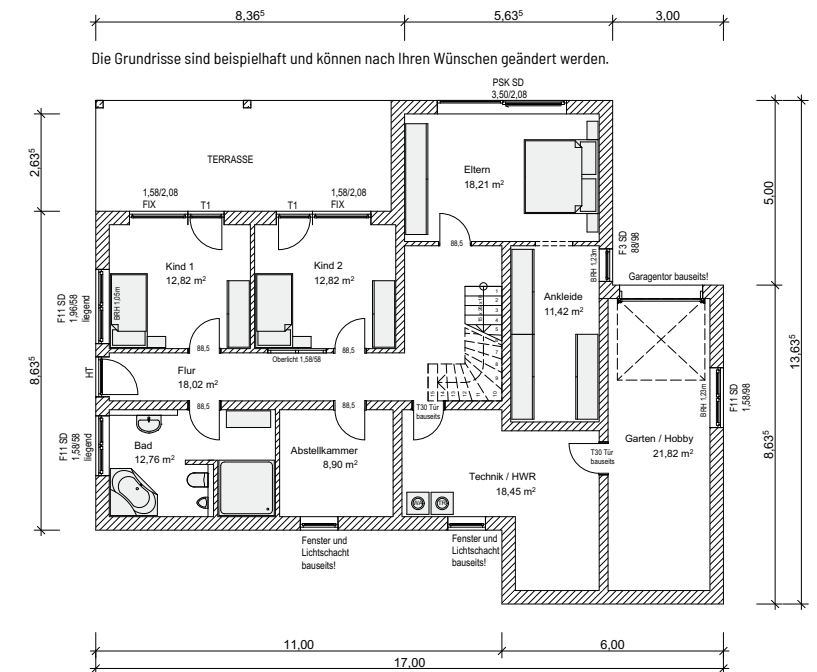 8,36⁵ 5,63⁵ 3,00
Die Grundrisse sind beispielhaft und können nach Ihren Wünschen geändert werden.
PSK SD
3,50/2,08
2,63⁵
TERRASSE
5,00
Eltern
18,21 m²
1,58/2,08
FIX
T1
T1
1,58/2,08
FIX
88,5
F3 SD
88/98
BRH 1,23m
Kind 1
12,82 m²
Kind 2
12,82 m²
Garagentor bauseits!
F11 SD
1,96/58
liegend
BRH 1,05m
Ankleide
11,42 m²
13,63⁵
88,5
88,5
Oberlicht 1,58/58
8,63⁵
HT
Flur
18,02 m²
BRH 1,23m
F11 SD
1,58/98
88,5
88,5
T30 Tür
bauseits
F11 SD
1,58/58
liegend
Bad
12,76 m²
Abstellkammer
8,90 m²
Garten / Hobby
21,82 m²
T30 Tür
bauseits
8,63⁵
Technik / HWR
18,45 m²
Fenster und
Lichtschacht
bauseits!
Fenster und
Lichtschacht
bauseits!
11,00 6,00
17,00